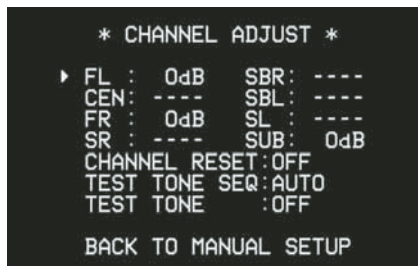 * CHANNEL ADJUST *
▶ FL : 0dB SBR: ----
CEN: ---- SBL: ----
FR : 0dB SL : ----
SR : ---- SUB: 0dB
CHANNEL RESET:OFF
TEST TONE SEQ:AUTO
TEST TONE :OFF
BACK TO MANUAL SETUP